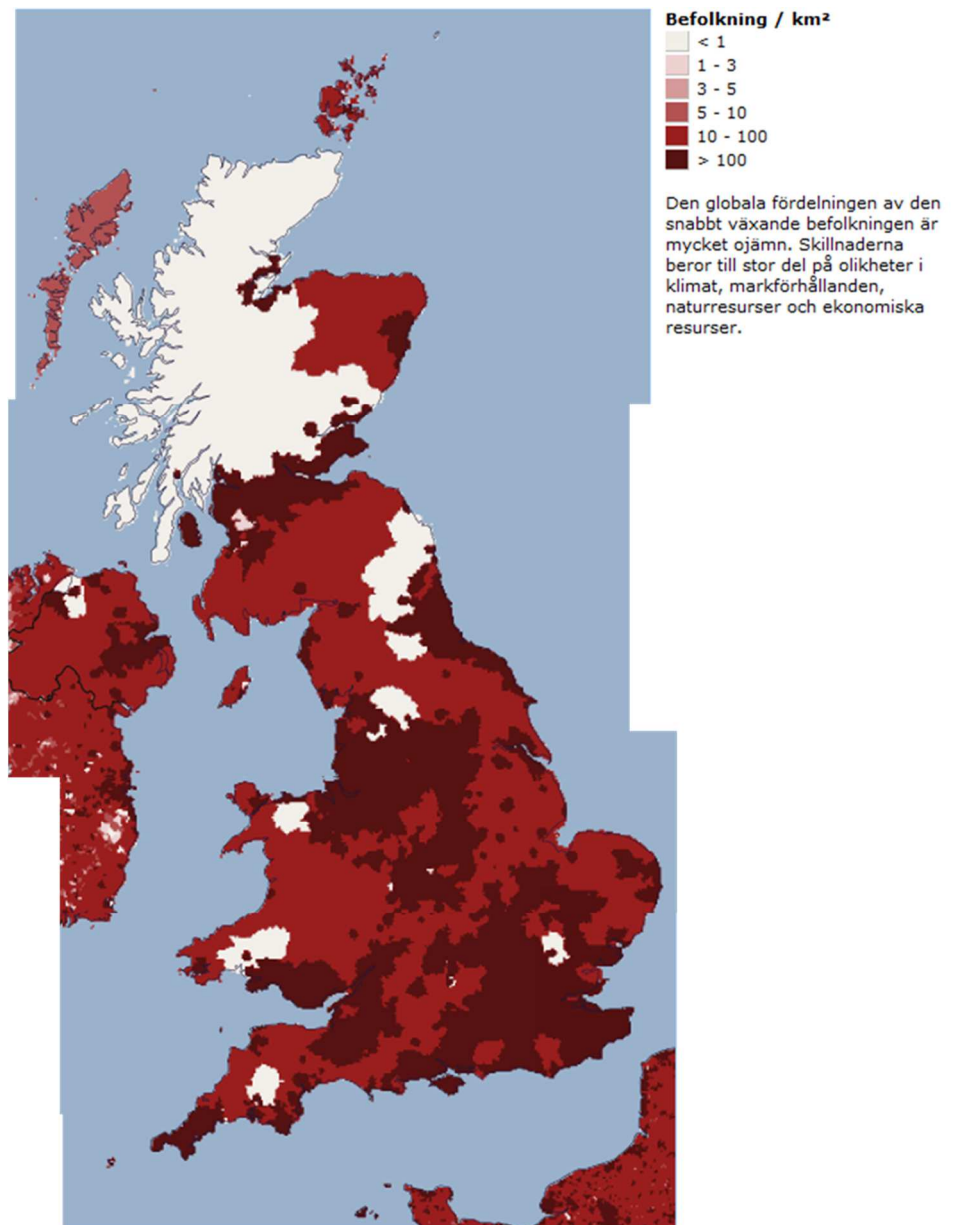 Befolkning / km²
< 1
1 - 3
3 - 5
5 - 10
10 - 100
> 100
Den globala fördelningen av den
snabbt växande befolkningen är
mycket ojämn. Skillnaderna
beror till stor del på olikheter i
klimat, markförhållanden,
naturresurser och ekonomiska
resurser.